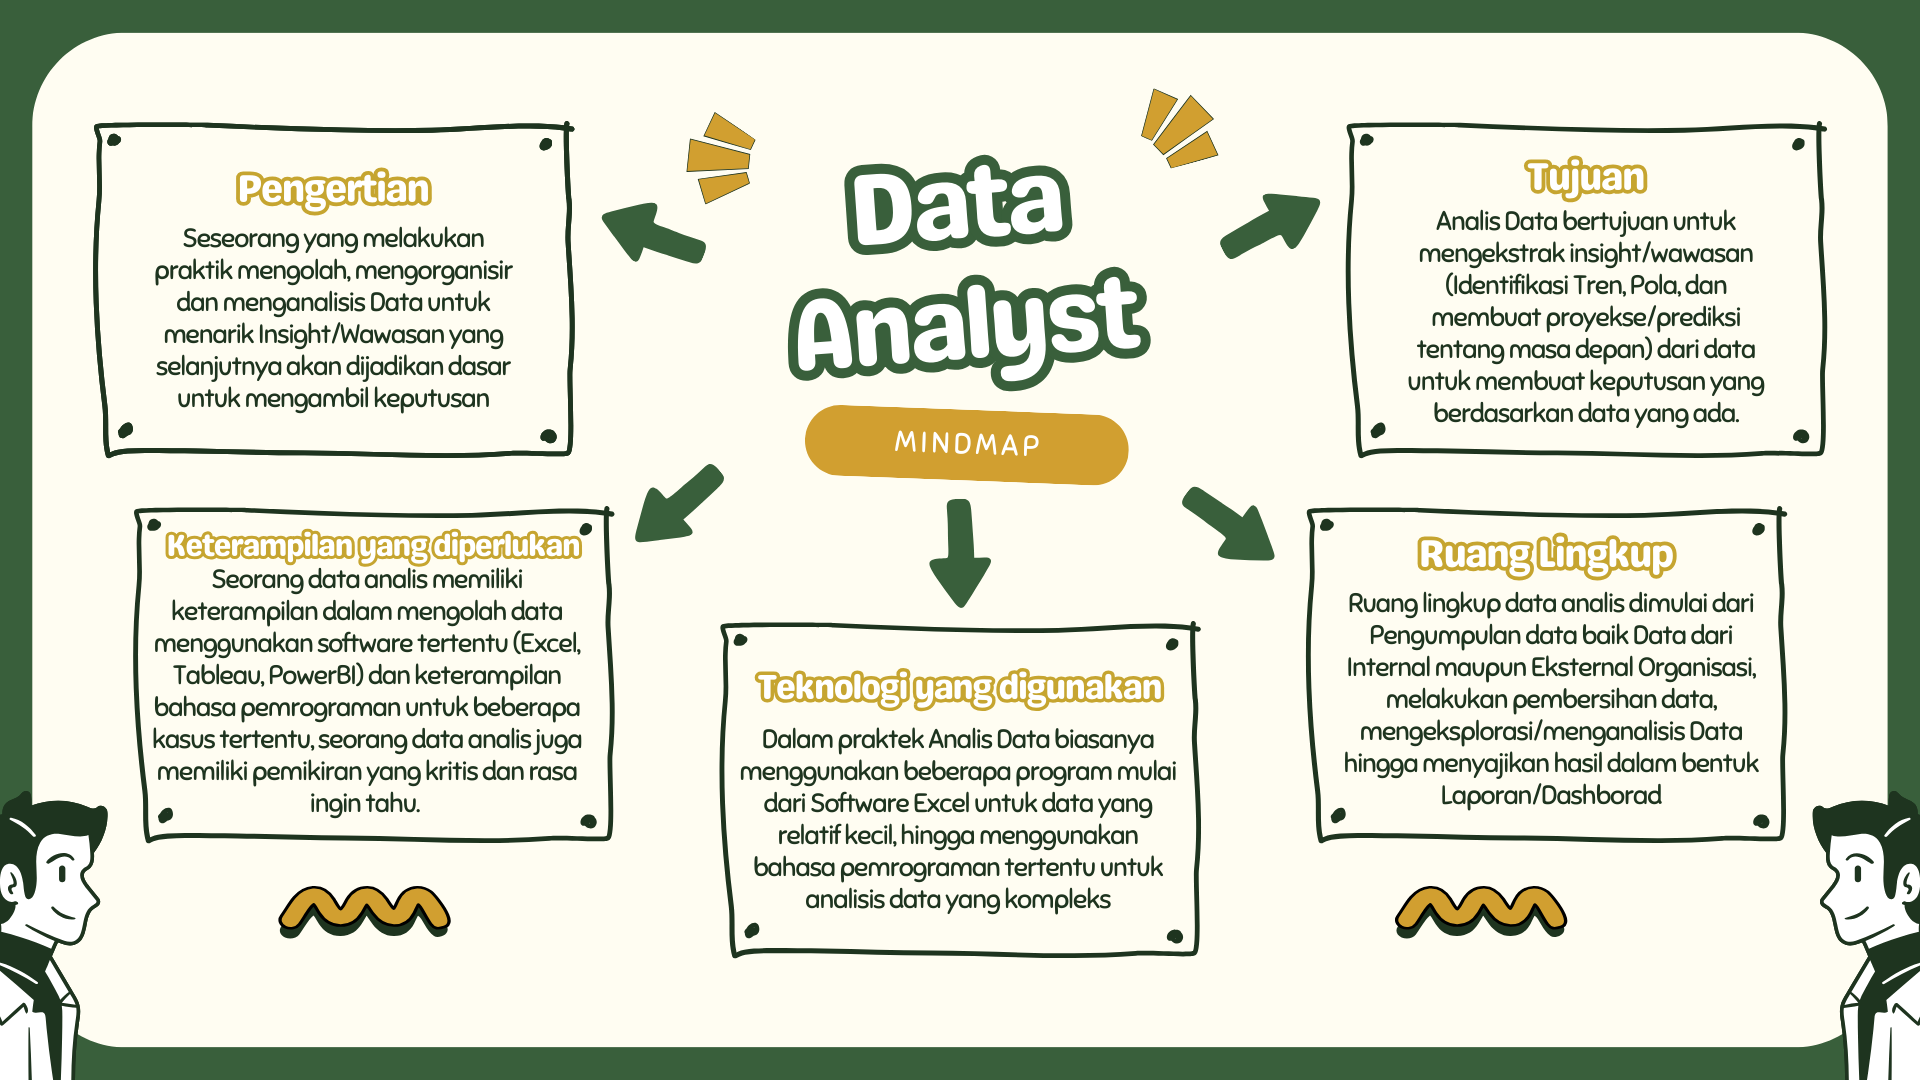 Data
Analyst
MINDMAP
Pengertian
Seseorang yang melakukan
praktik mengolah, mengorganisir
dan menganalisis Data untuk
menarik Insight/Wawasan yang
selanjutnya akan dijadikan dasar
untuk mengambil keputusan
Tujuan
Analis Data bertujuan untuk
mengekstrak insight/wawasan
(Identifikasi Tren, Pola, dan
membuat proyekse/prediksi
tentang masa depan) dari data
untuk membuat keputusan yang
berdasarkan data yang ada.
Keterampilan yang diperlukan
Seorang data analis memiliki
keterampilan dalam mengolah data
menggunakan software tertentu (Excel,
Tableau, PowerBI) dan keterampilan
bahasa pemrograman untuk beberapa
kasus tertentu, seorang data analis juga
memiliki pemikiran yang kritis dan rasa
ingin tahu.
Teknologi yang digunakan
Dalam praktek Analis Data biasanya
menggunakan beberapa program mulai
dari Software Excel untuk data yang
relatif kecil, hingga menggunakan
bahasa pemrograman tertentu untuk
analisis data yang kompleks
Ruang Lingkup
Ruang lingkup data analis dimulai dari
Pengumpulan data baik Data dari
Internal maupun Eksternal Organisasi,
melakukan pembersihan data,
mengeksplorasi/menganalisis Data
hingga menyajikan hasil dalam bentuk
Laporan/Dashborad